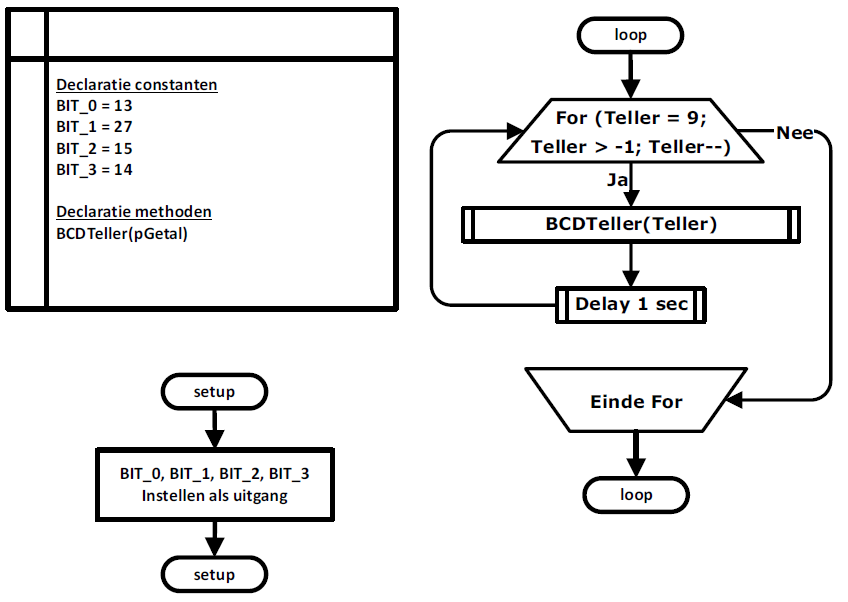 Declaratie constanten
BIT_0 = 13
BIT_1 = 27
BIT_2 = 15
BIT_3 = 14
Declaratie methoden
BCDTeller(pGetal)
setup
BIT_0, BIT_1, BIT_2, BIT_3
Instellen als uitgang
setup
loop
For (Teller = 9;
Teller > -1; Teller--)
Nee
Ja
BCDTeller(Teller)
Delay 1 sec
Einde For
loop